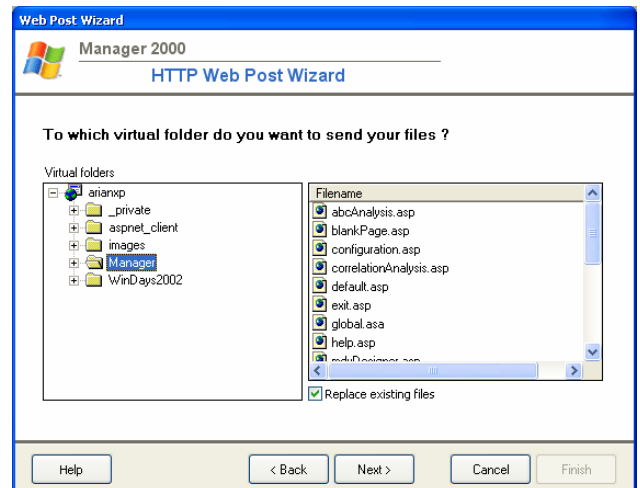 Web Post Wizard
Manager 2000
HTTP Web Post Wizard
To which virtual folder do you want to send your files ?
Virtual folders
arianxp
_private
aspnet_client
images
Manager
WinDays2002
Filename
abcAnalysis.asp
blankPage.asp
configuration.asp
correlationAnalysis.asp
default.asp
exit.asp
global.asa
help.asp
Replace existing files
Help
< Back
Next >
Cancel
Finish